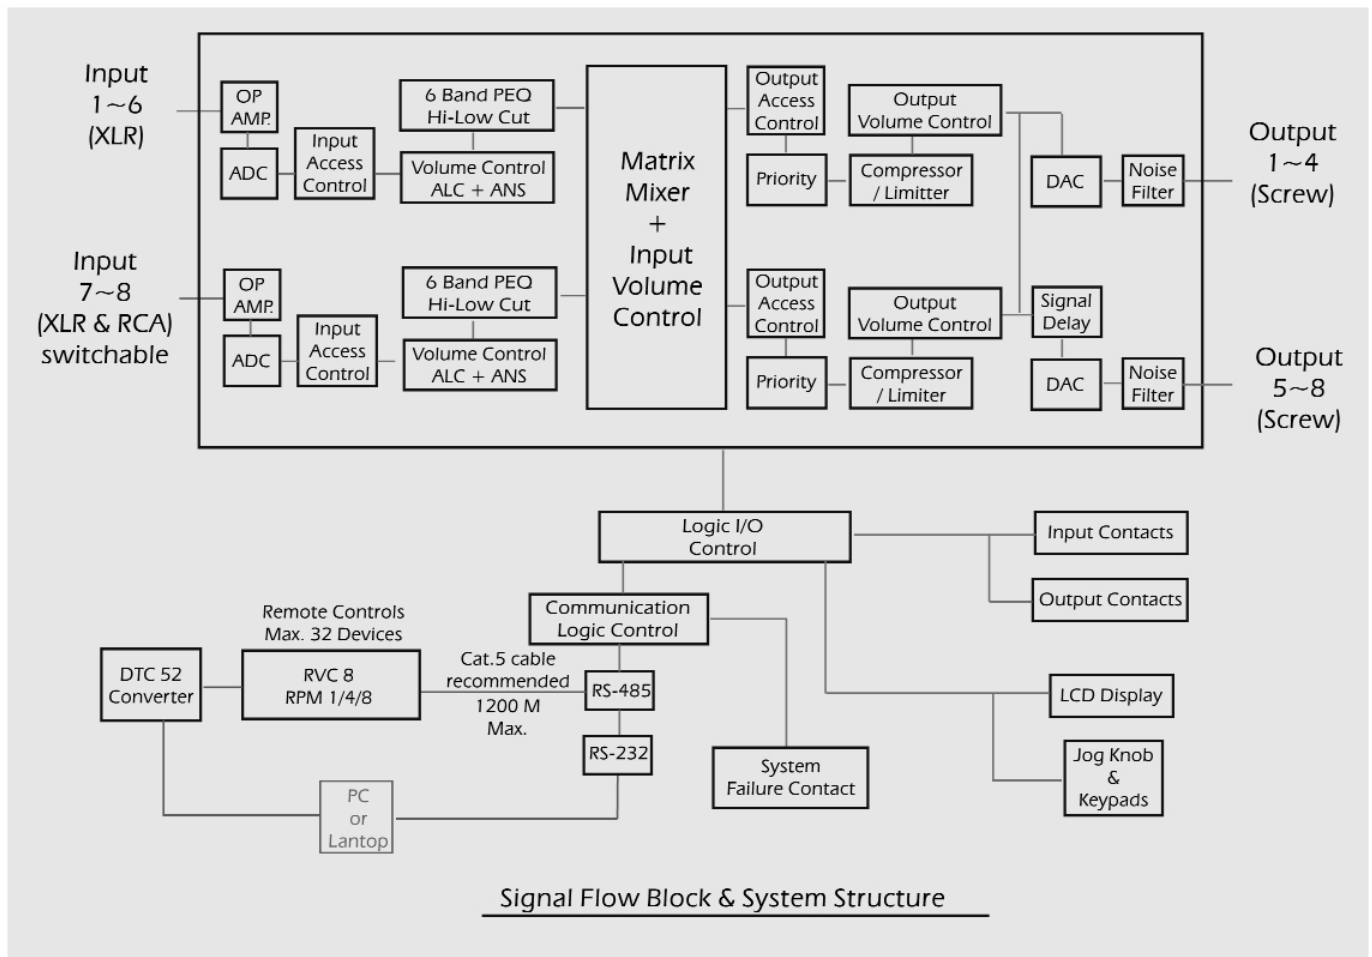 Input
1~6
(XLR)
OP
AMP.
ADC
Input
Access
Control
6 Band PEQ
Hi-Low Cut
Volume Control
ALC + ANS
Matrix
Mixer
+
Input
Volume
Control
Output
Access
Control
Priority
Output
Volume Control
Compressor
/ Limitter
DAC
Noise
Filter
Output
1~4
(Screw)
Input
7~8
(XLR & RCA)
switchable
OP
AMP.
ADC
Input
Access
Control
6 Band PEQ
Hi-Low Cut
Volume Control
ALC + ANS
Output
Access
Control
Priority
Output
Volume Control
Compressor
/ Limiter
Signal
Delay
DAC
Noise
Filter
Output
5~8
(Screw)
Logic I/O
Control
Input Contacts
Output Contacts
Communication
Logic Control
Remote Controls
Max. 32 Devices
DTC 52
Converter
RVC 8
RPM 1/4/8
Cat.5 cable
recommended
1200 M
Max.
RS-485
RS-232
LCD Display
System
Failure Contact
Jog Knob
&
Keypads
PC
or
Lantop
Signal Flow Block & System Structure